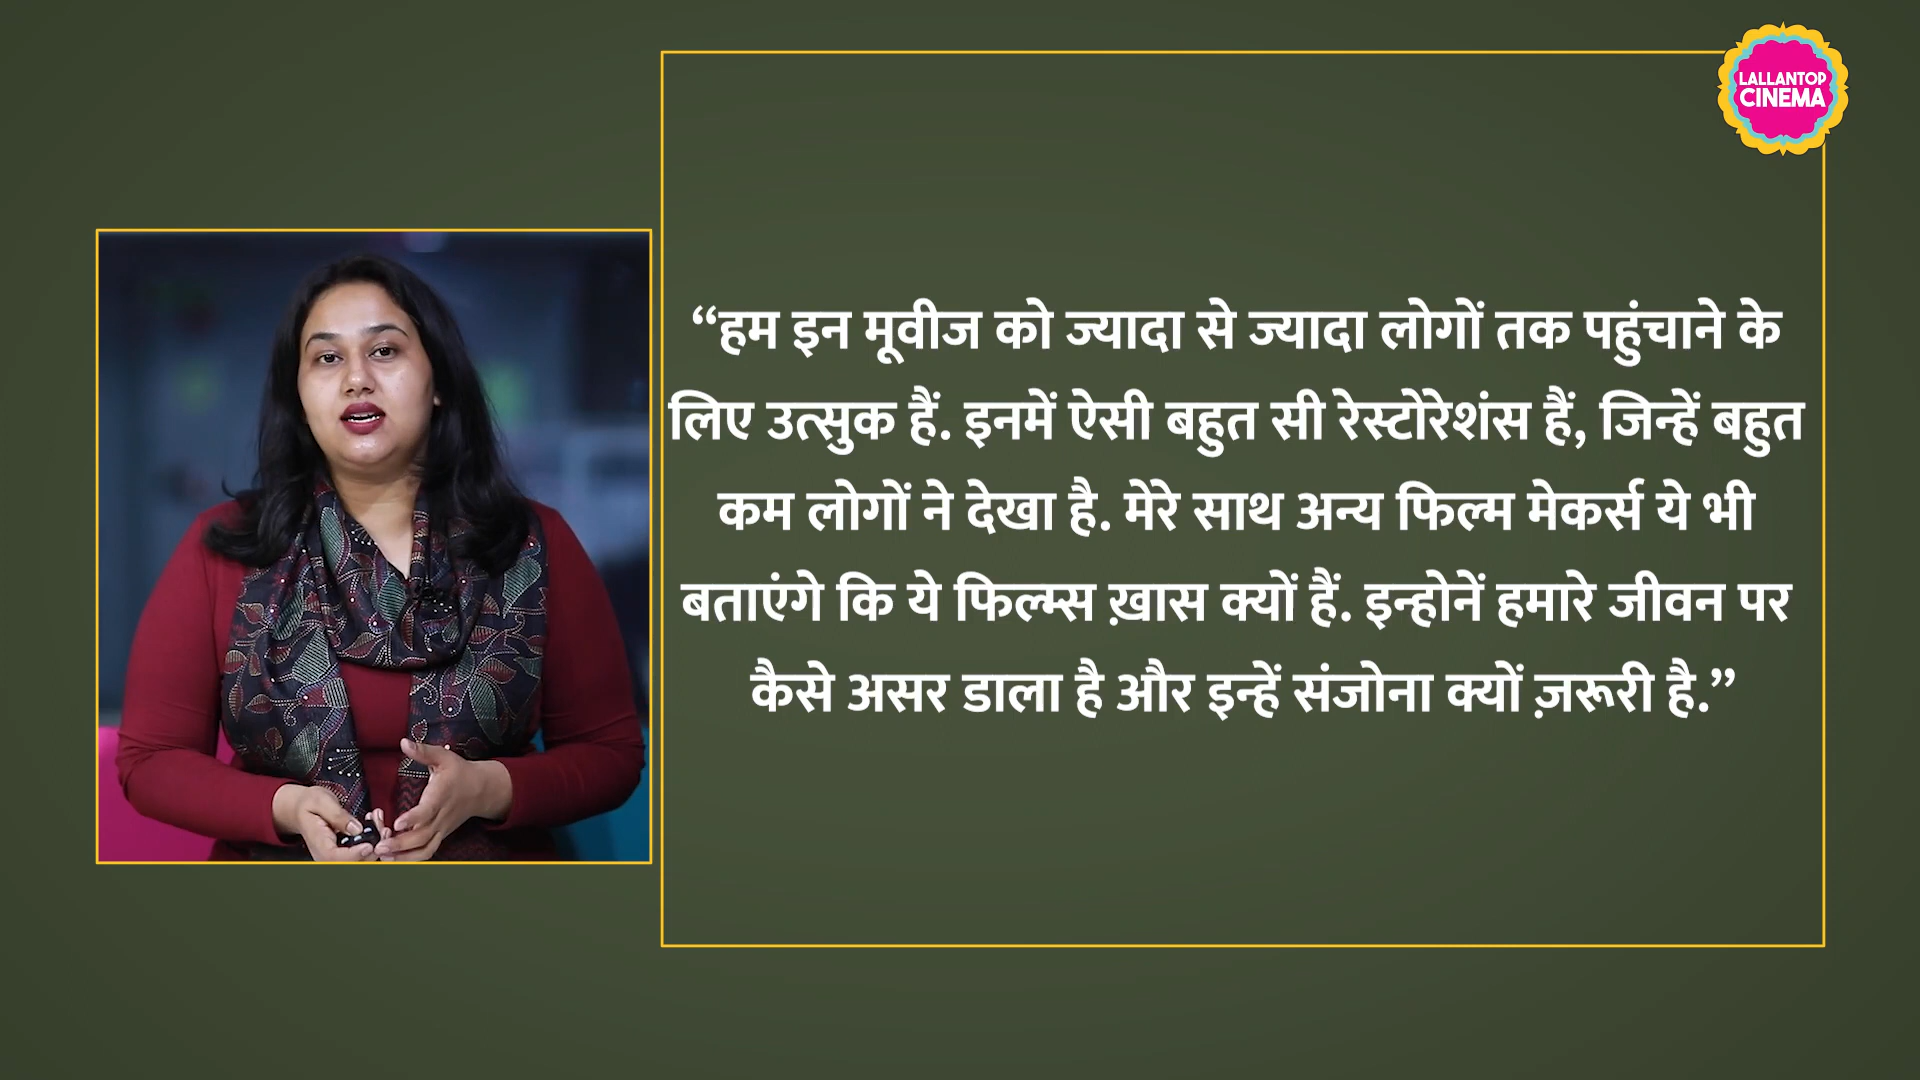 LALLANTOP
CINEMA
“हम इन मूवीज को ज्यादा से ज्यादा लोगों तक पहुंचाने के
लिए उत्सुक हैं. इनमें ऐसी बहुत सी रेस्टोरेशंस हैं, जिन्हें बहुत
कम लोगों ने देखा है. मेरे साथ अन्य फिल्म मेकर्स ये भी
बताएंगे कि ये फिल्म्स ख़ास क्यों हैं. इन्होनें हमारे जीवन पर
कैसे असर डाला है और इन्हें संजोना क्यों ज़रूरी है.”